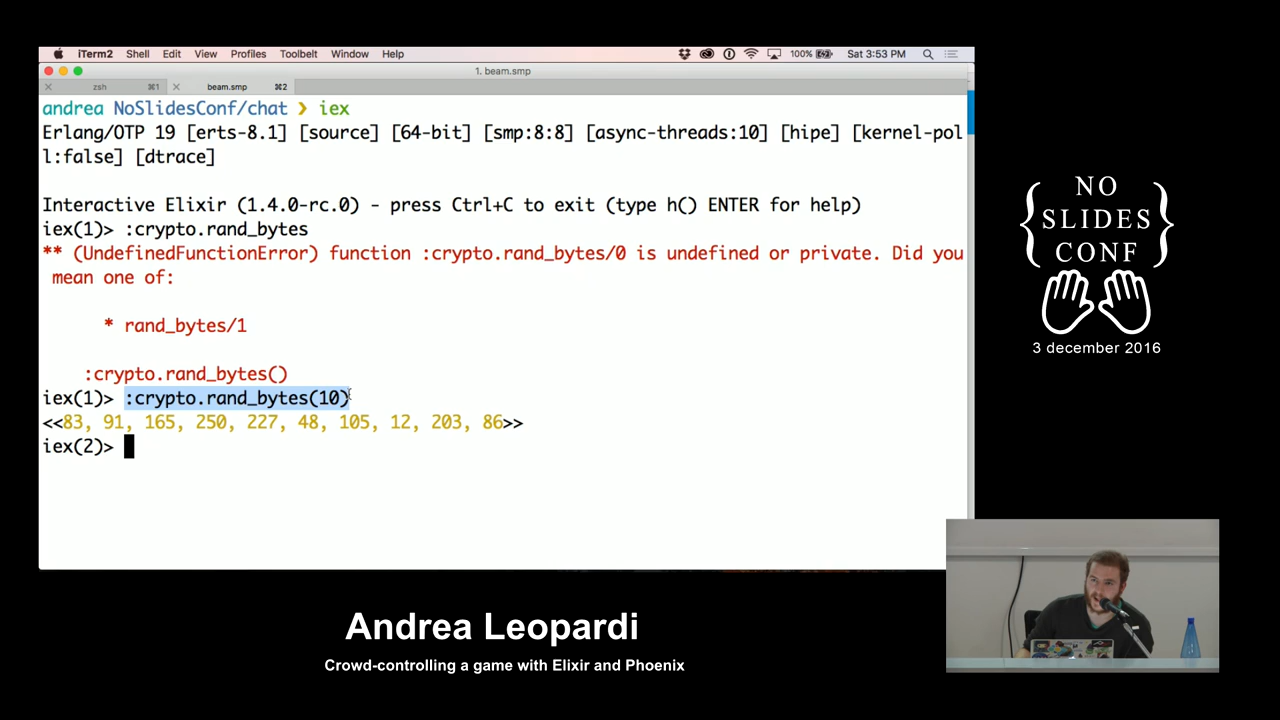 iTerm2 Shell Edit View Profiles Toolbelt Window Help 100% Sat 3:53 PM
1. beam.smp
zsh ⌘1 beam.smp ⌘2
andrea NoSlidesConf/chat ❯ iex
Erlang/OTP 19 [erts-8.1] [source] [64-bit] [smp:8:8] [async-threads:10] [hipe] [kernel-pol
l:false] [dtrace]
Interactive Elixir (1.4.0-rc.0) - press Ctrl+C to exit (type h() ENTER for help)
iex(1)> :crypto.rand_bytes
** (UndefinedFunctionError) function :crypto.rand_bytes/0 is undefined or private. Did you
mean one of:
* rand_bytes/1
:crypto.rand_bytes()
iex(1)> :crypto.rand_bytes(10)
<<83, 91, 165, 250, 227, 48, 105, 12, 203, 86>>
iex(2)>
NO
SLIDES
CONF
3 december 2016
Andrea Leopardi
Crowd-controlling a game with Elixir and Phoenix